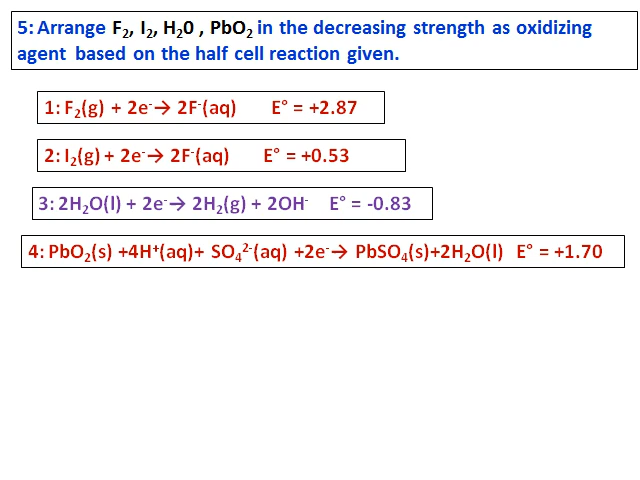 5: Arrange F₂, I₂, H₂0 , PbO₂ in the decreasing strength as oxidizing
agent based on the half cell reaction given.
1: F₂(g) + 2e⁻→ 2F⁻(aq) E° = +2.87
2: I₂(g) + 2e⁻→ 2F⁻(aq) E° = +0.53
3: 2H₂O(l) + 2e⁻→ 2H₂(g) + 2OH⁻ E° = -0.83
4: PbO₂(s) +4H⁺(aq)+ SO₄²⁻(aq) +2e⁻→ PbSO₄(s)+2H₂O(l) E° = +1.70